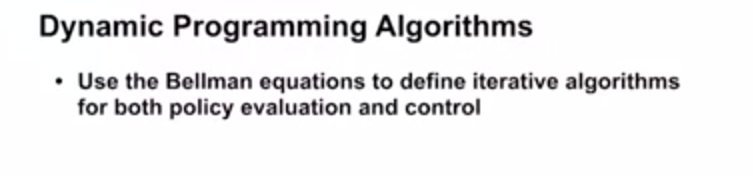 Dynamic Programming Algorithms
• Use the Bellman equations to define iterative algorithms
for both policy evaluation and control